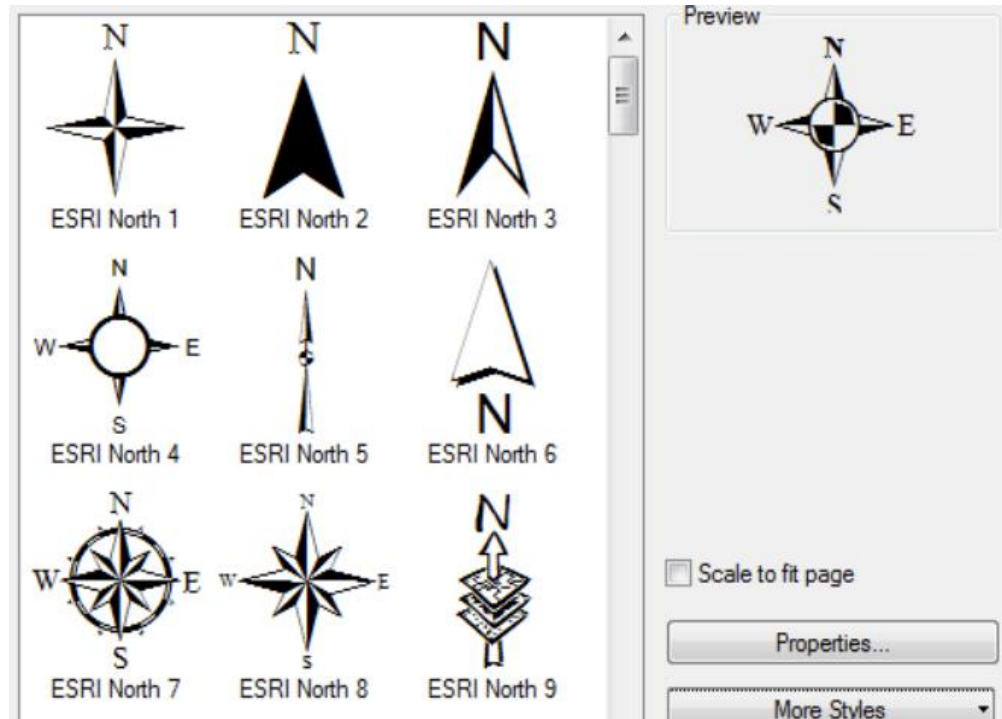 N N N
ESRI North 1 ESRI North 2 ESRI North 3
N N
W E
S N
ESRI North 4 ESRI North 5 ESRI North 6
N N N
W E W E
S S
ESRI North 7 ESRI North 8 ESRI North 9
Preview
N
W E
S
Scale to fit page
Properties...
More Styles